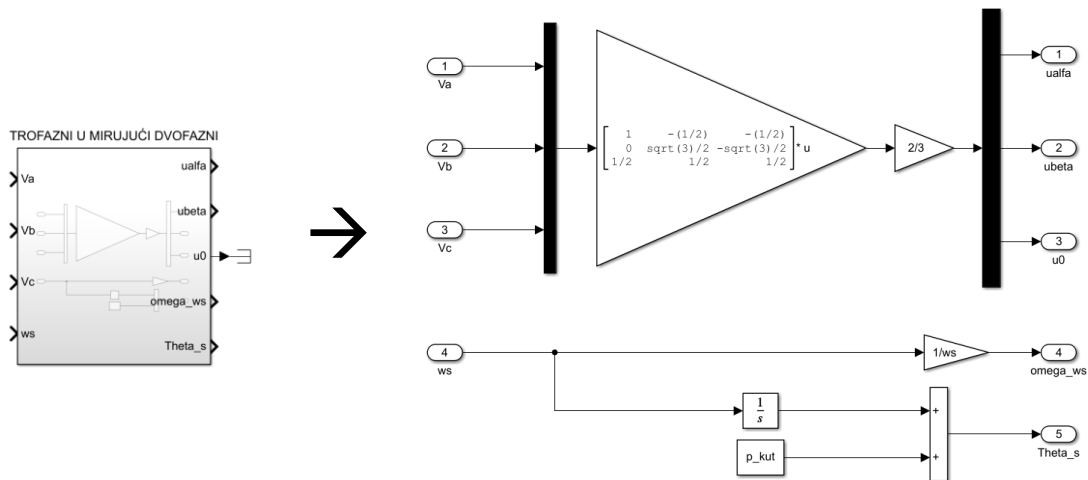 TROFAZNI U MIRUJUĆI DVOFAZNI
Va
Vb
Vc
ws
ualfa
ubeta
u0
omega_ws
Theta_s
1
Va
2
Vb
3
Vc
1 -(1/2) -(1/2)
0 sqrt(3)/2 -sqrt(3)/2
1/2 1/2 1/2
* u
2/3
1
ualfa
2
ubeta
3
u0
4
ws
1/ws
4
omega_ws
1
s
+
p_kut
+
5
Theta_s